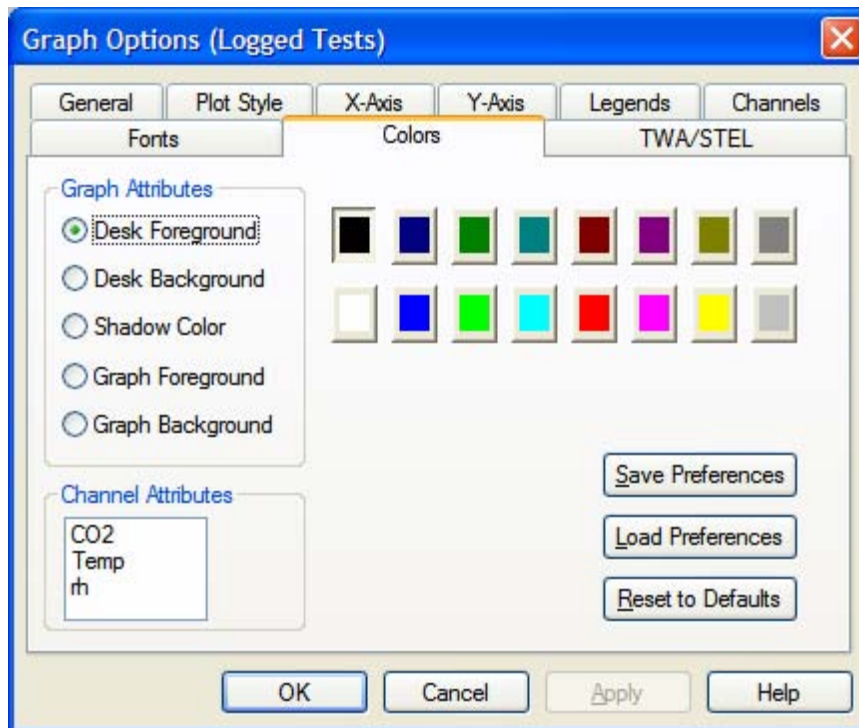 Graph Options (Logged Tests)
General Plot Style X-Axis Y-Axis Legends Channels
Fonts Colors TWA/STEL
Graph Attributes
Desk Foreground
Desk Background
Shadow Color
Graph Foreground
Graph Background
Channel Attributes
CO2
Temp
rh
Save Preferences
Load Preferences
Reset to Defaults
OK Cancel Apply Help